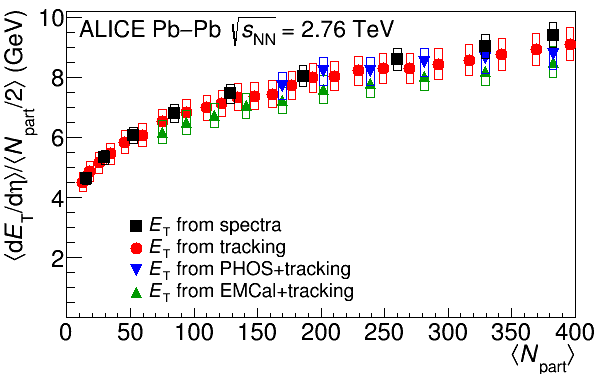 ALICE Pb–Pb √sNN = 2.76 TeV
⟨dET/dη⟩/⟨Npart/2⟩ (GeV)
10
8
6
4
2
ET from spectra
ET from tracking
ET from PHOS+tracking
ET from EMCal+tracking
0 50 100 150 200 250 300 350 400
⟨Npart⟩